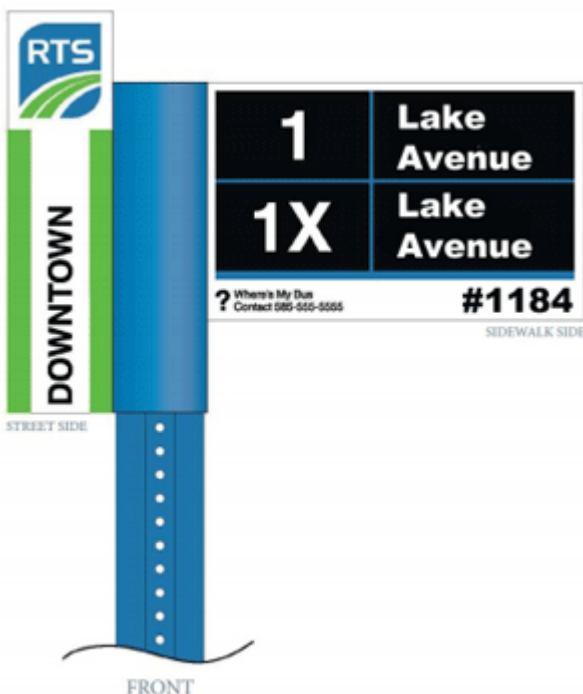 RTS
DOWNTOWN
STREET SIDE
1
Lake
Avenue
1X
Lake
Avenue
? Where's My Bus
Contact 585-555-5555
#1184
SIDEWALK SIDE
FRONT